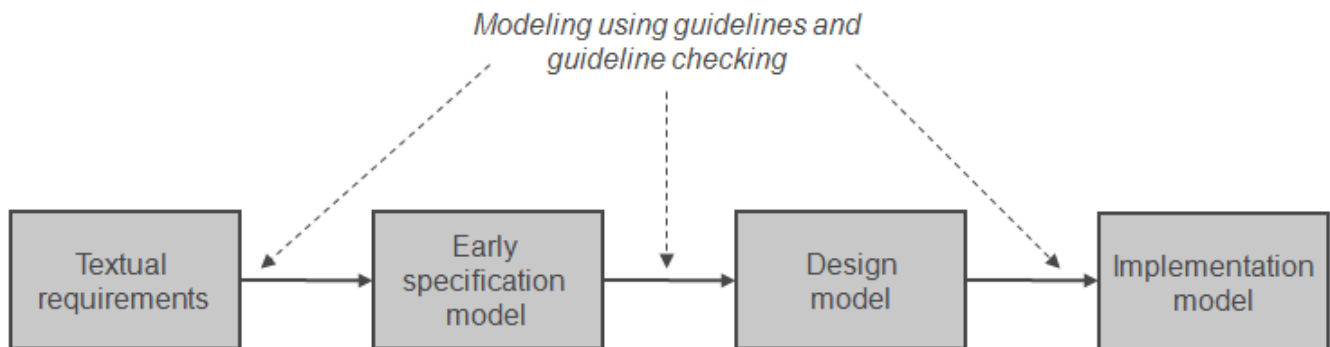 Modeling using guidelines and
guideline checking
Textual
requirements
Early
specification
model
Design
model
Implementation
model